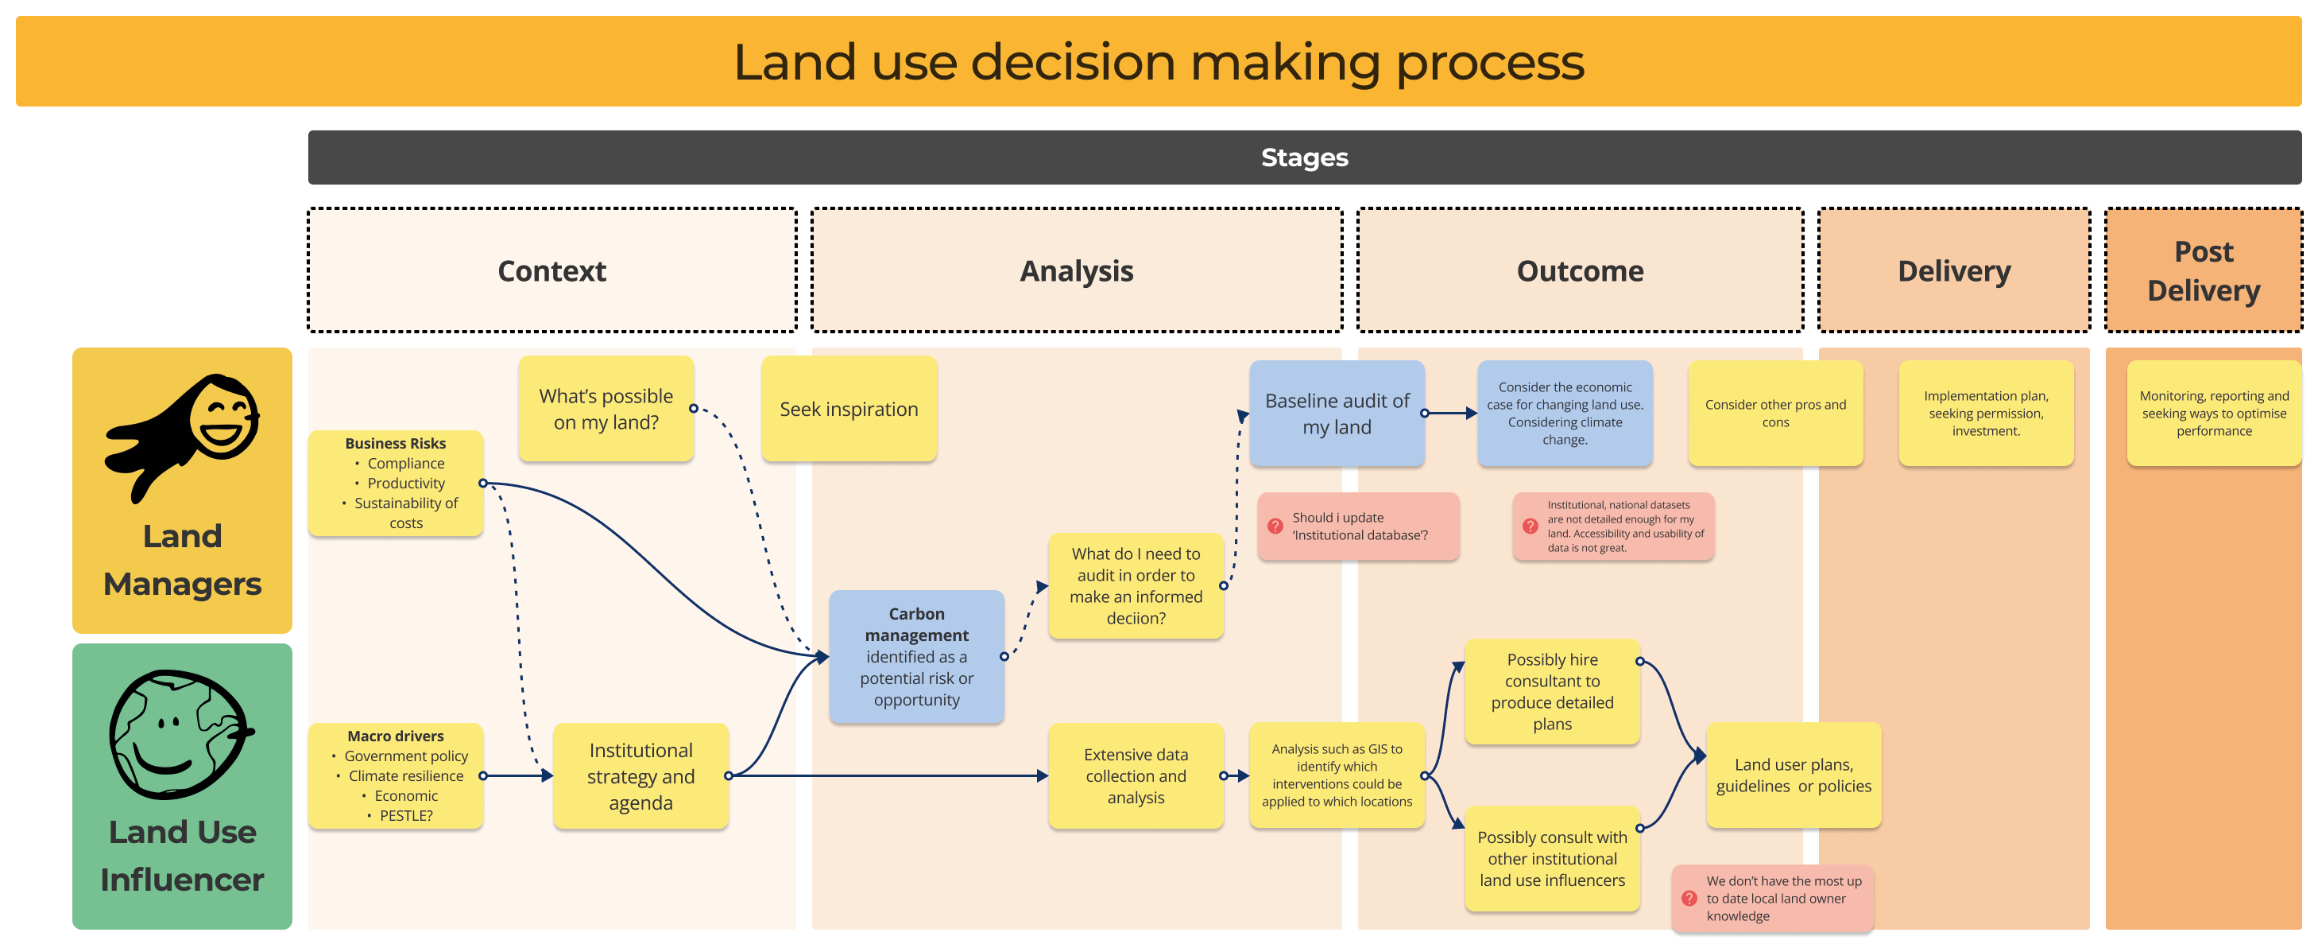 Land use decision making process
Stages
Context
Analysis
Outcome
Delivery
Post
Delivery
Land
Managers
Business Risks
• Compliance
• Productivity
• Sustainability of
costs
What's possible
on my land?
Seek inspiration
Baseline audit of
my land
Consider the economic
case for changing land use.
Considering climate
change.
Consider other pros and
cons
Implementation plan,
seeking permission,
investment.
Monitoring, reporting and
seeking ways to optimise
performance
Should i update
'Institutional database'?
Institutional, national datasets
are not detailed enough for my
land. Accessibility and usability of
data is not great.
What do I need to
audit in order to
make an informed
deciion?
Carbon
management
identified as a
potential risk or
opportunity
Land Use
Influencer
Macro drivers
• Government policy
• Climate resilience
• Economic
• PESTLE?
Institutional
strategy and
agenda
Extensive data
collection and
analysis
Analysis such as GIS to
identify which
interventions could be
applied to which locations
Possibly hire
consultant to
produce detailed
plans
Possibly consult with
other institutional
land use influencers
Land user plans,
guidelines or policies
We don't have the most up
to date local land owner
knowledge